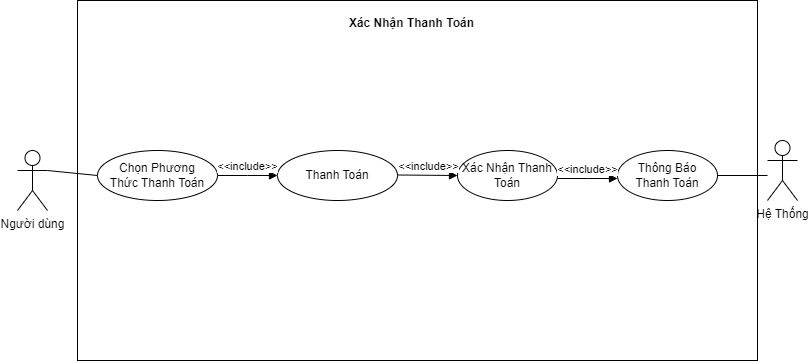 Xác Nhận Thanh Toán
Chọn Phương
Thức Thanh Toán
<<include>>
Thanh Toán
<<include>>
Xác Nhận Thanh
Toán
<<include>>
Thông Báo
Thanh Toán
Người dùng
Hệ Thống